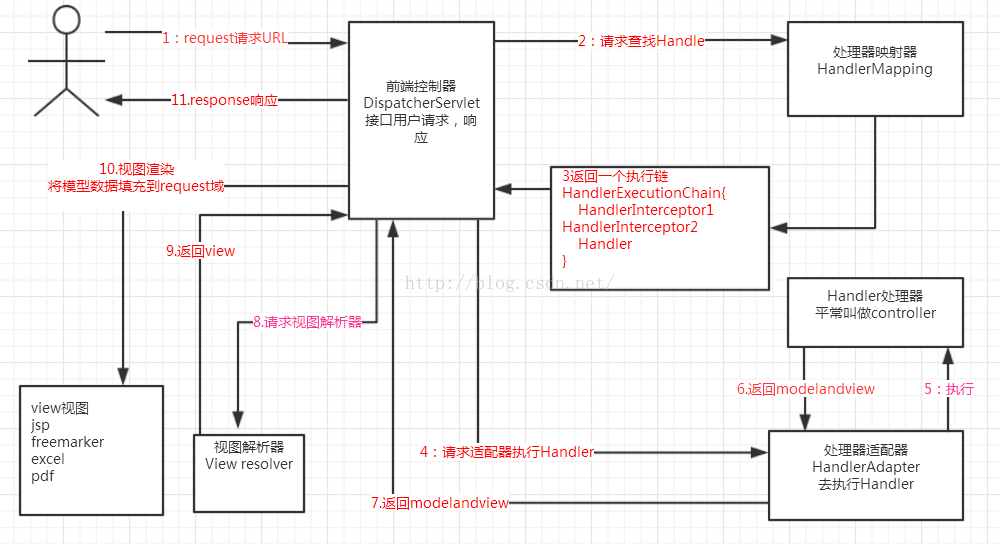 1：request请求URL
2：请求查找Handle
处理器映射器
HandlerMapping
前端控制器
DispatcherServlet
接口用户请求，响
应
11.response响应
10.视图渲染
将模型数据填充到request域
3返回一个执行链
HandlerExecutionChain{
HandlerInterceptor1
HandlerInterceptor2
Handler
}
9.返回view
http://blog.csdn.net/
Handler处理器
平常叫做controller
8.请求视图解析器
6.返回modelandview
5：执行
view视图
jsp
freemarker
excel
pdf
视图解析器
View resolver
4：请求适配器执行Handler
处理器适配器
HandlerAdapter
去执行Handler
7.返回modelandview